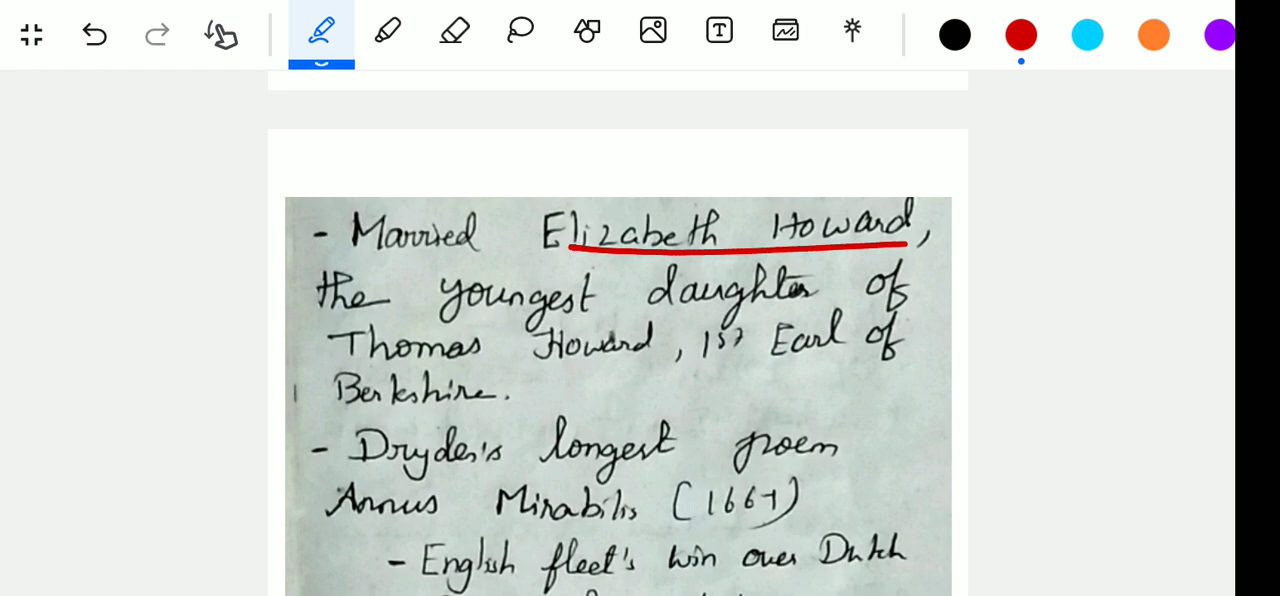 - Married Elizabeth Howard,
the youngest daughter of
Thomas Howard, 1st Earl of
Berkshire.
- Dryden's longest poem
Annus Mirabilis (1667)
- English fleet's win over Dutch